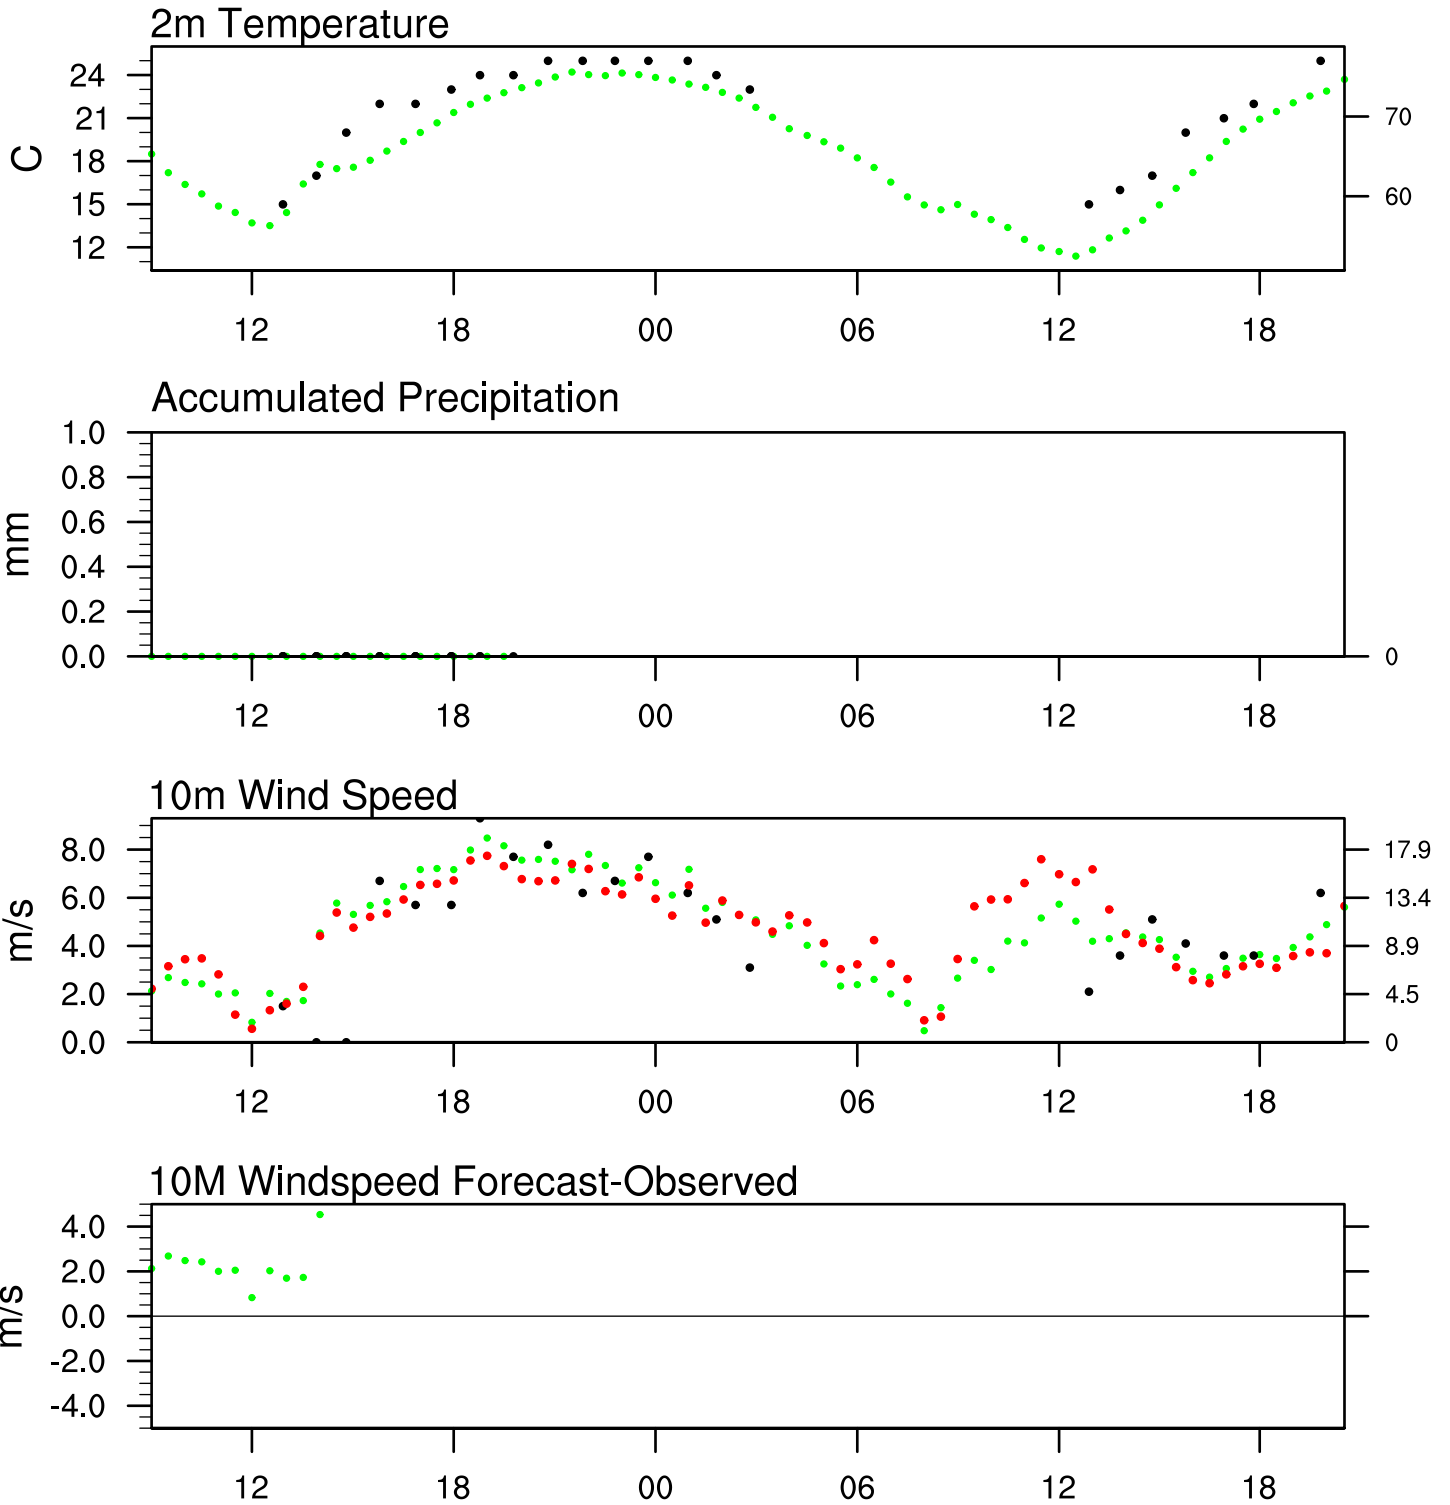 2m Temperature
24
21
18
15
12
C
70
60
12 18 00 06 12 18
Accumulated Precipitation
1.0
0.8
0.6
0.4
0.2
0.0
mm
0
12 18 00 06 12 18
10m Wind Speed
8.0
6.0
4.0
2.0
0.0
m/s
17.9
13.4
8.9
4.5
0
12 18 00 06 12 18
10M Windspeed Forecast-Observed
4.0
2.0
0.0
-2.0
-4.0
m/s
12 18 00 06 12 18